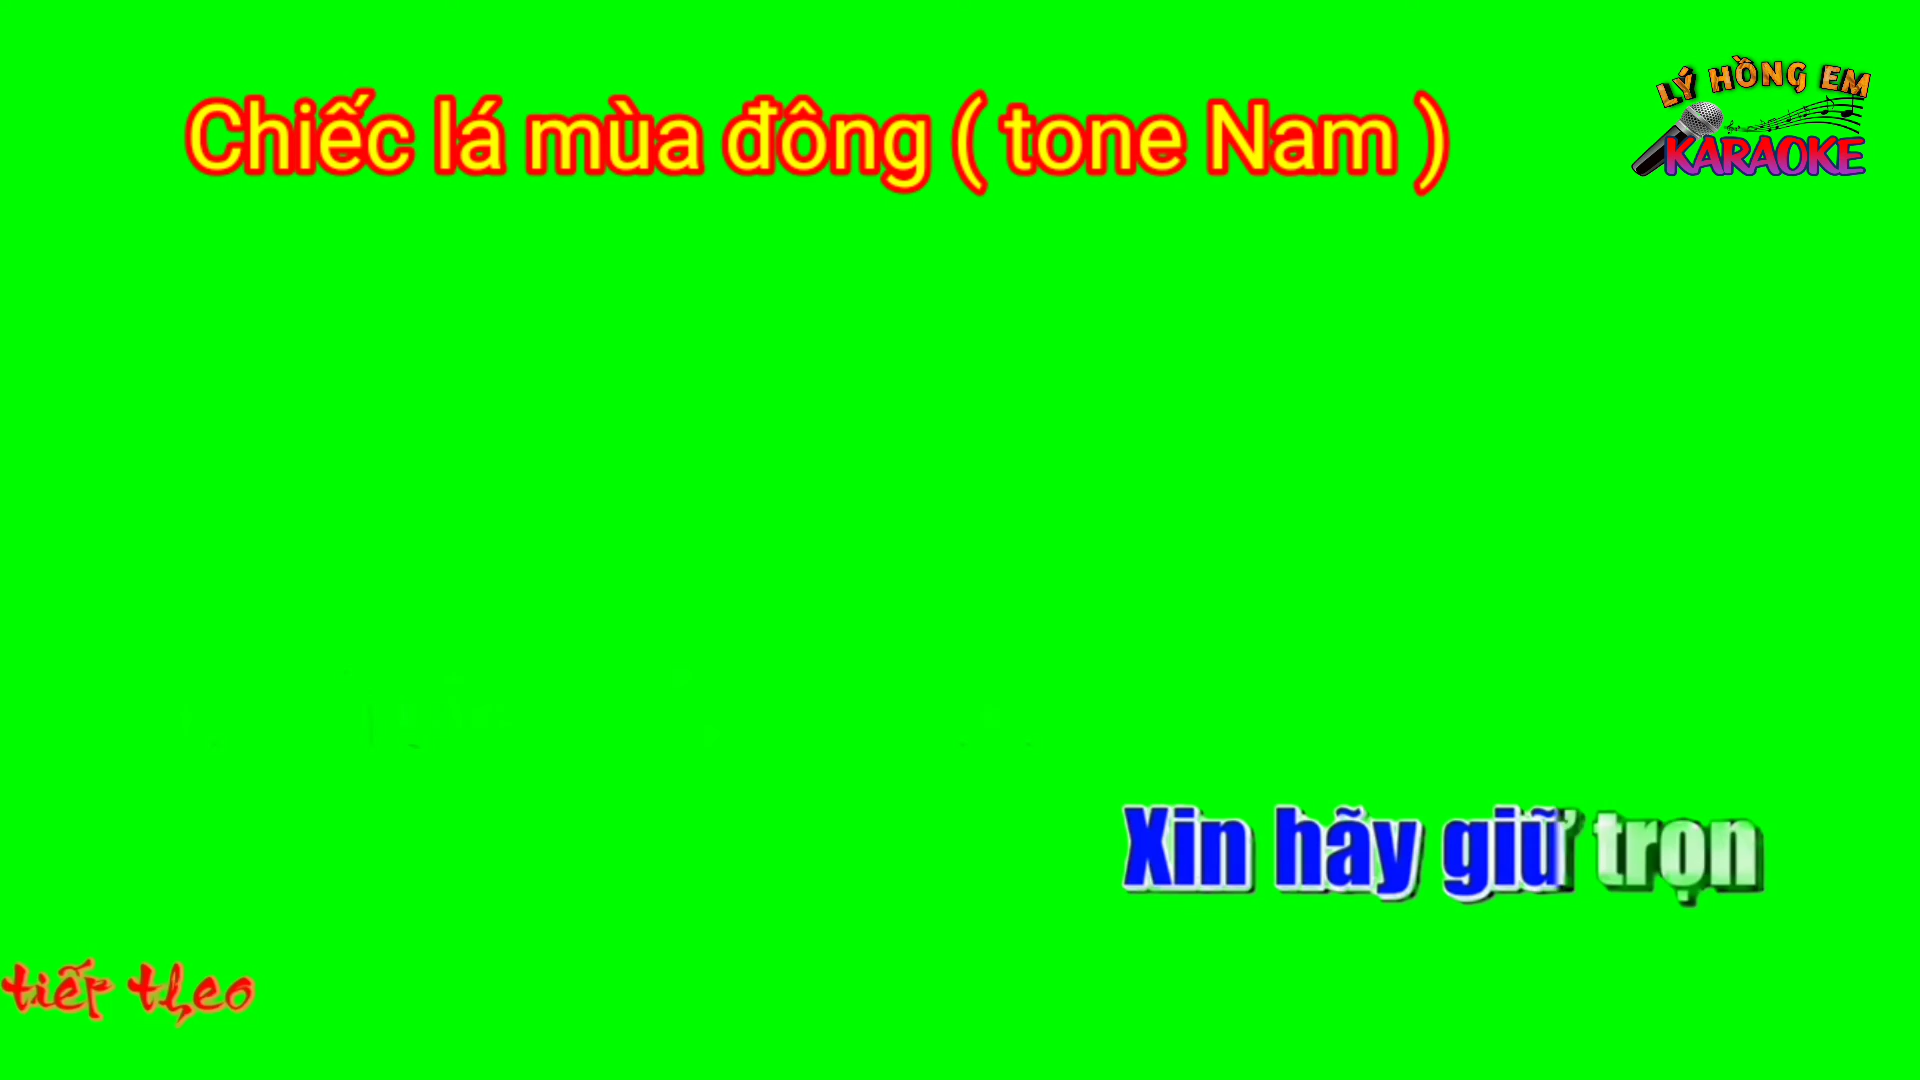 LÝ HỒNG EM
KARAOKE
Chiếc lá mùa đông ( tone Nam )
Xin hãy giữ trọn
tiếp theo